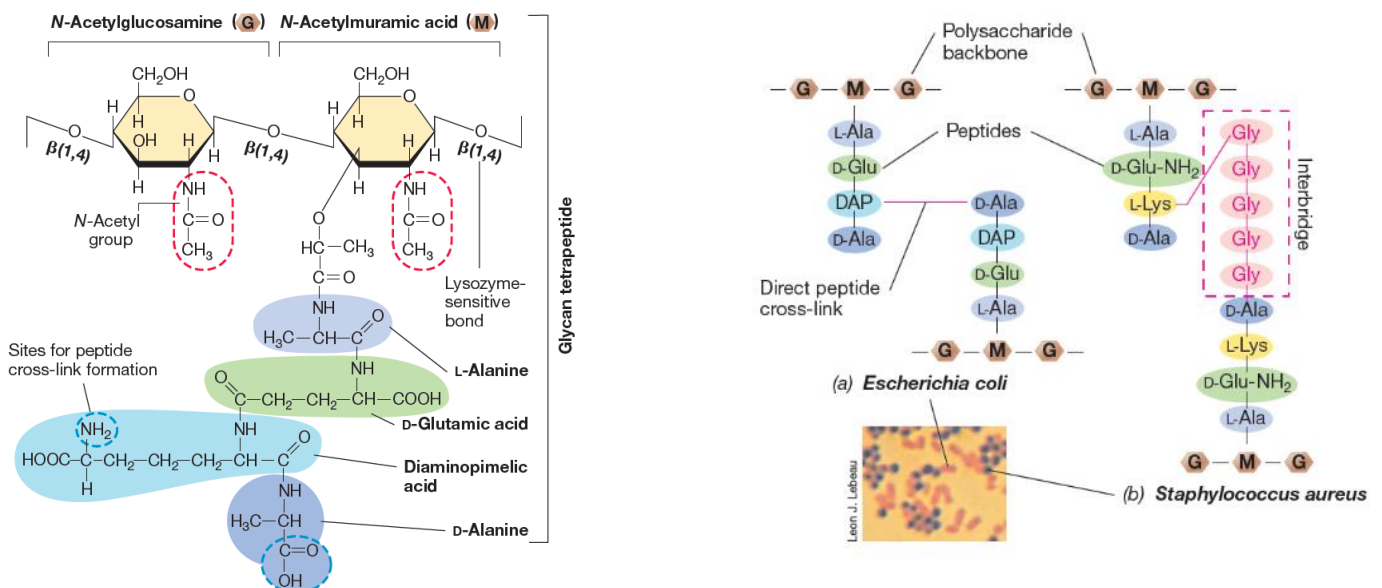 N-Acetylglucosamine (G)
N-Acetylmuramic acid (M)
CH₂OH
CH₂OH
O
O
H
H
H
H
O
OH
H
O
H
O
β(1,4)
H
β(1,4)
H
β(1,4)
H
H
NH
H
NH
N-Acetyl
group
C=O
CH₃
O
HC—CH₃
C=O
C=O
CH₃
Lysozyme-
sensitive
bond
Glycan tetrapeptide
NH
O
H₃C—CH—C
L-Alanine
Sites for peptide
cross-link formation
NH
O
C—CH₂—CH₂—CH—COOH
D-Glutamic acid
NH₂
NH
O
HOOC—C—CH₂—CH₂—CH₂—CH—C
H
Diaminopimelic
acid
NH
H₃C—CH
D-Alanine
C=O
OH
Polysaccharide
backbone
G
M
G
G
M
G
L-Ala
Peptides
L-Ala
D-Glu
D-Glu-NH₂
DAP
D-Ala
L-Lys
D-Ala
DAP
D-Ala
D-Glu
L-Ala
Direct peptide
cross-link
G
M
G
Gly
Gly
Gly
Gly
Gly
Interbridge
D-Ala
L-Lys
D-Glu-NH₂
L-Ala
G
M
G
(a) Escherichia coli
(b) Staphylococcus aureus
Leon J. Lebeau